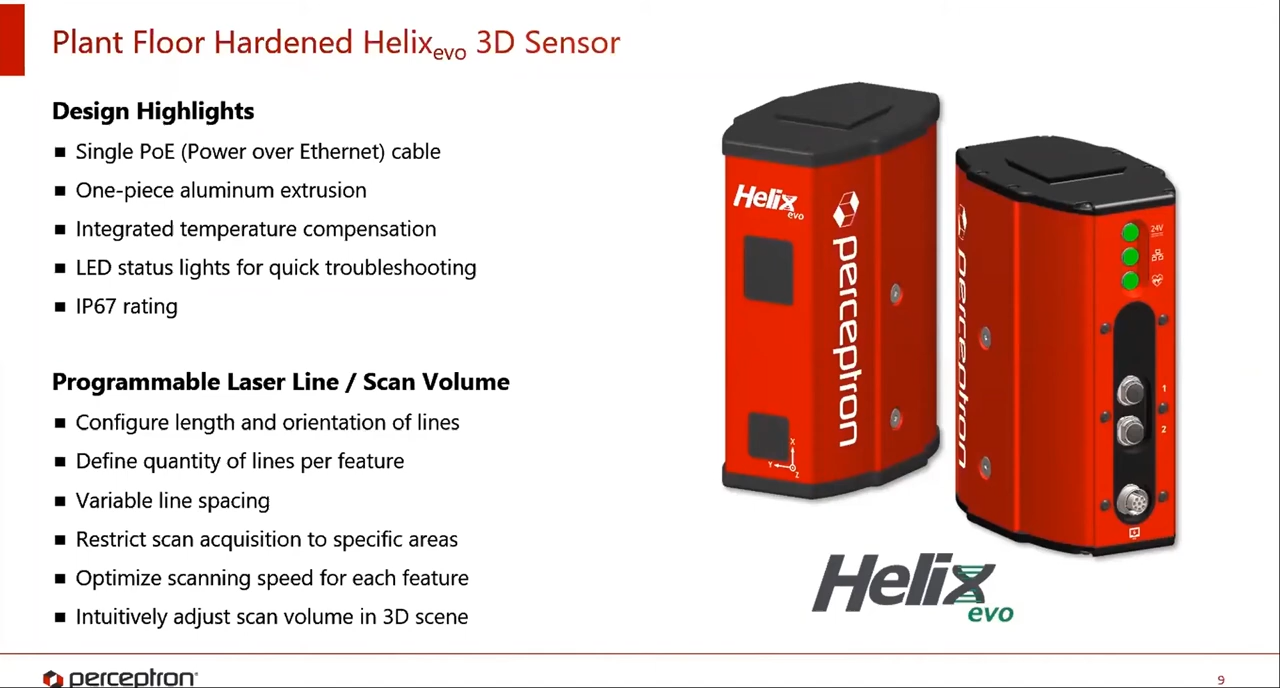 Plant Floor Hardened Helixevo 3D Sensor
Design Highlights
■ Single PoE (Power over Ethernet) cable
■ One-piece aluminum extrusion
■ Integrated temperature compensation
■ LED status lights for quick troubleshooting
■ IP67 rating
Programmable Laser Line / Scan Volume
■ Configure length and orientation of lines
■ Define quantity of lines per feature
■ Variable line spacing
■ Restrict scan acquisition to specific areas
■ Optimize scanning speed for each feature
■ Intuitively adjust scan volume in 3D scene
Helix
evo
perceptron
X
Y
Z
perceptron
24V
1
2
Helix
evo
perceptron
9